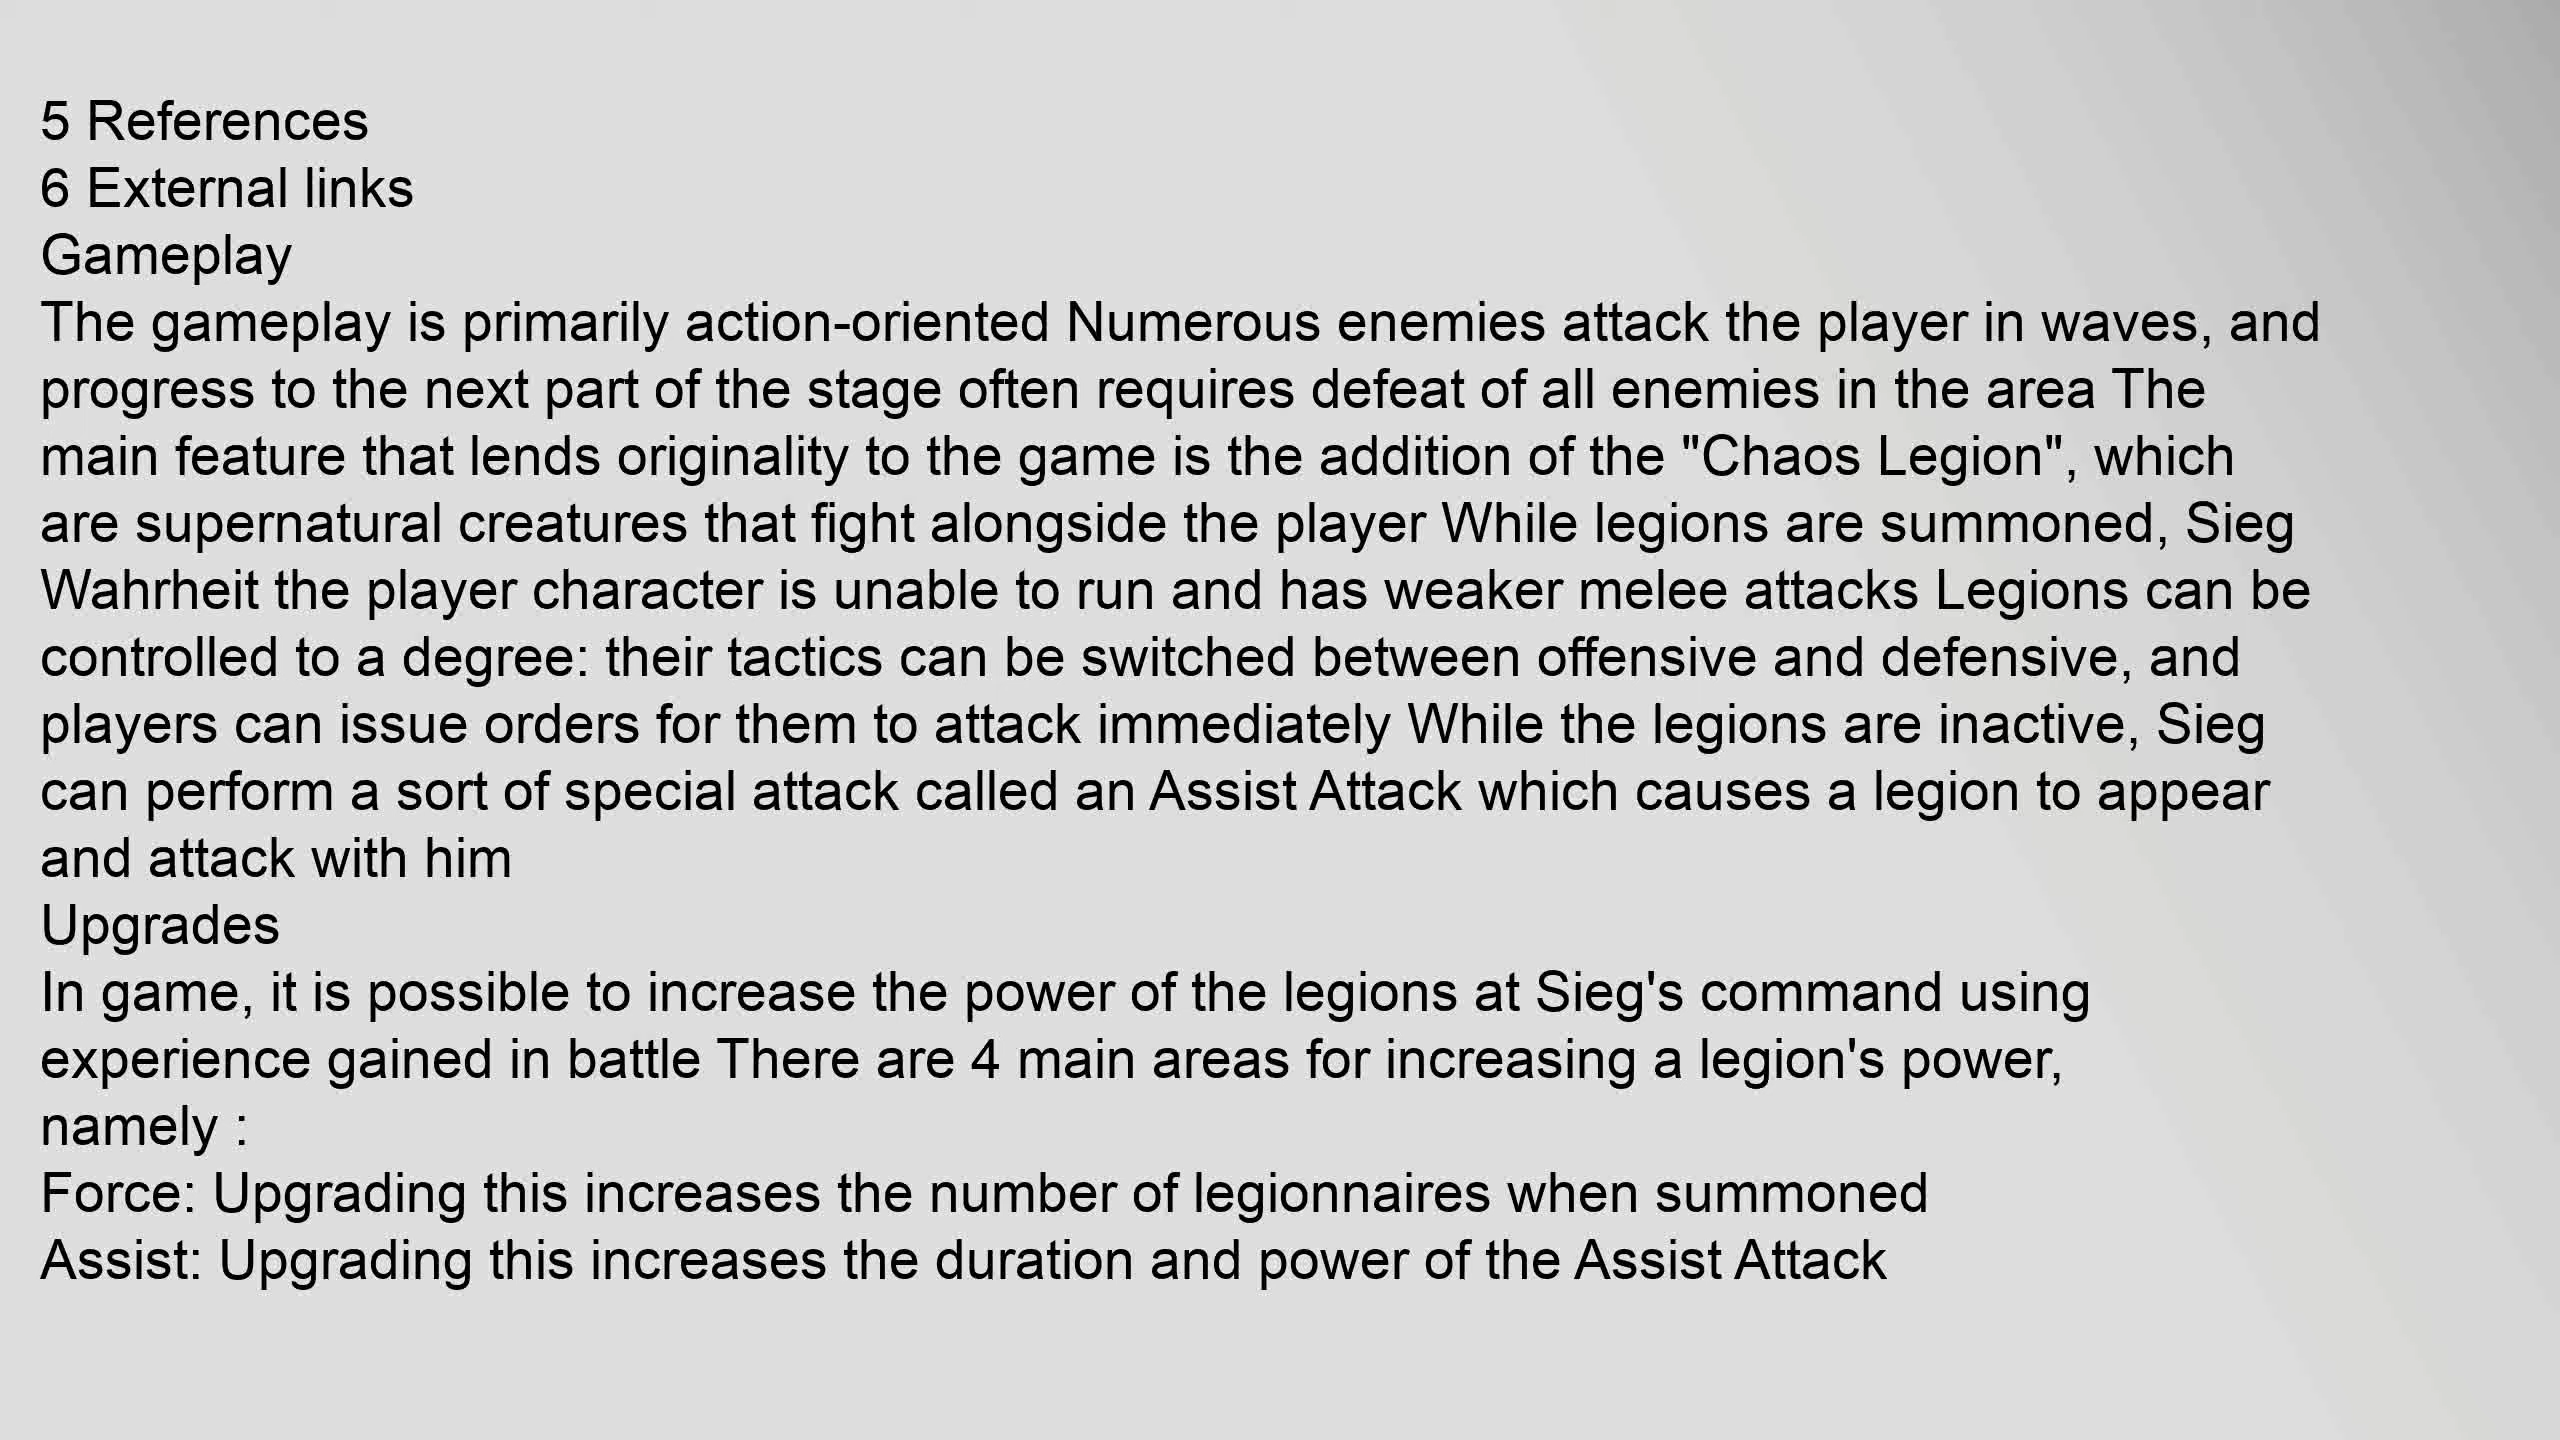 5 References
6 External links
Gameplay
The gameplay is primarily action-oriented Numerous enemies attack the player in waves, and
progress to the next part of the stage often requires defeat of all enemies in the area The
main feature that lends originality to the game is the addition of the "Chaos Legion", which
are supernatural creatures that fight alongside the player While legions are summoned, Sieg
Wahrheit the player character is unable to run and has weaker melee attacks Legions can be
controlled to a degree: their tactics can be switched between offensive and defensive, and
players can issue orders for them to attack immediately While the legions are inactive, Sieg
can perform a sort of special attack called an Assist Attack which causes a legion to appear
and attack with him
Upgrades
In game, it is possible to increase the power of the legions at Sieg's command using
experience gained in battle There are 4 main areas for increasing a legion's power,
namely :
Force: Upgrading this increases the number of legionnaires when summoned
Assist: Upgrading this increases the duration and power of the Assist Attack